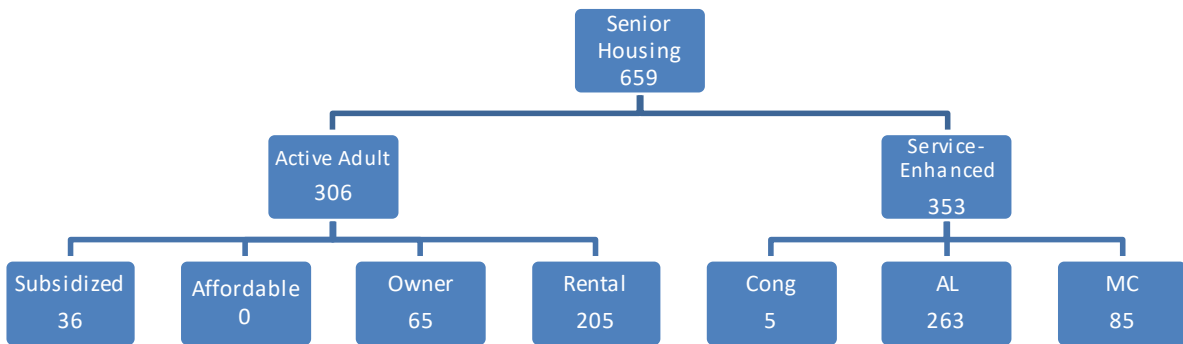 Senior
Housing
659
Active Adult
306
Service-
Enhanced
353
Subsidized
36
Affordable
0
Owner
65
Rental
205
Cong
5
AL
263
MC
85